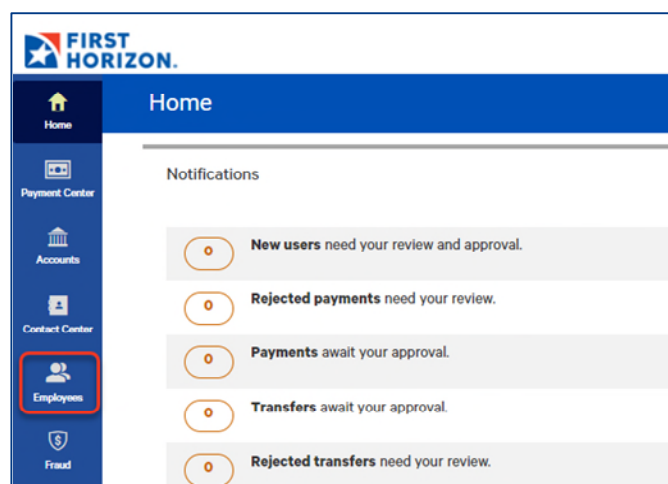 FIRST
HORIZON.
Home
Home
Payment Center
Accounts
Contact Center
Employees
Fraud
Notifications
0 New users need your review and approval.
0 Rejected payments need your review.
0 Payments await your approval.
0 Transfers await your approval.
0 Rejected transfers need your review.